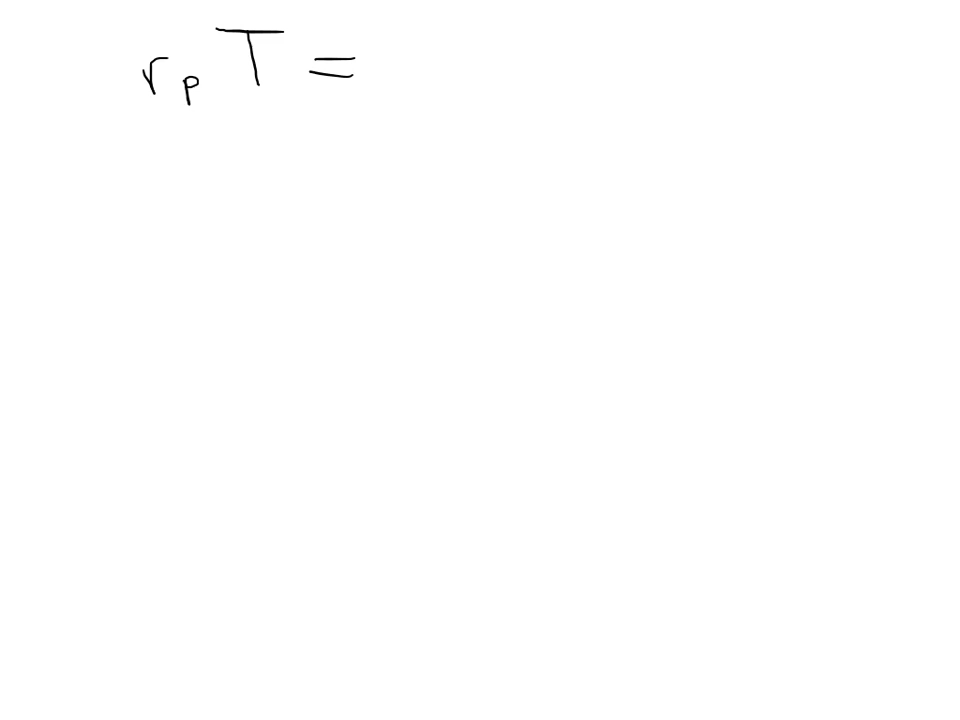 r_p T =